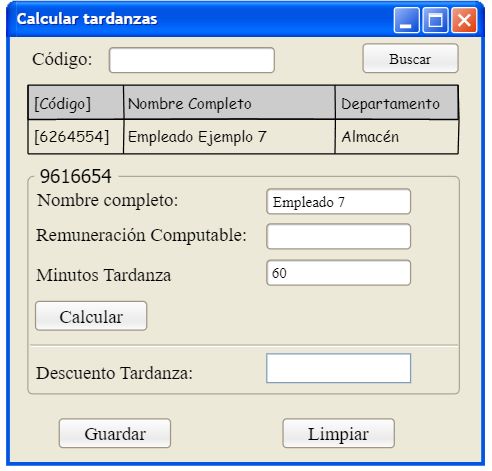 Calcular tardanzas
Código:
Buscar
[Código] Nombre Completo Departamento
[6264554] Empleado Ejemplo 7 Almacén
9616654
Nombre completo: Empleado 7
Remuneración Computable:
Minutos Tardanza 60
Calcular
Descuento Tardanza:
Guardar Limpiar